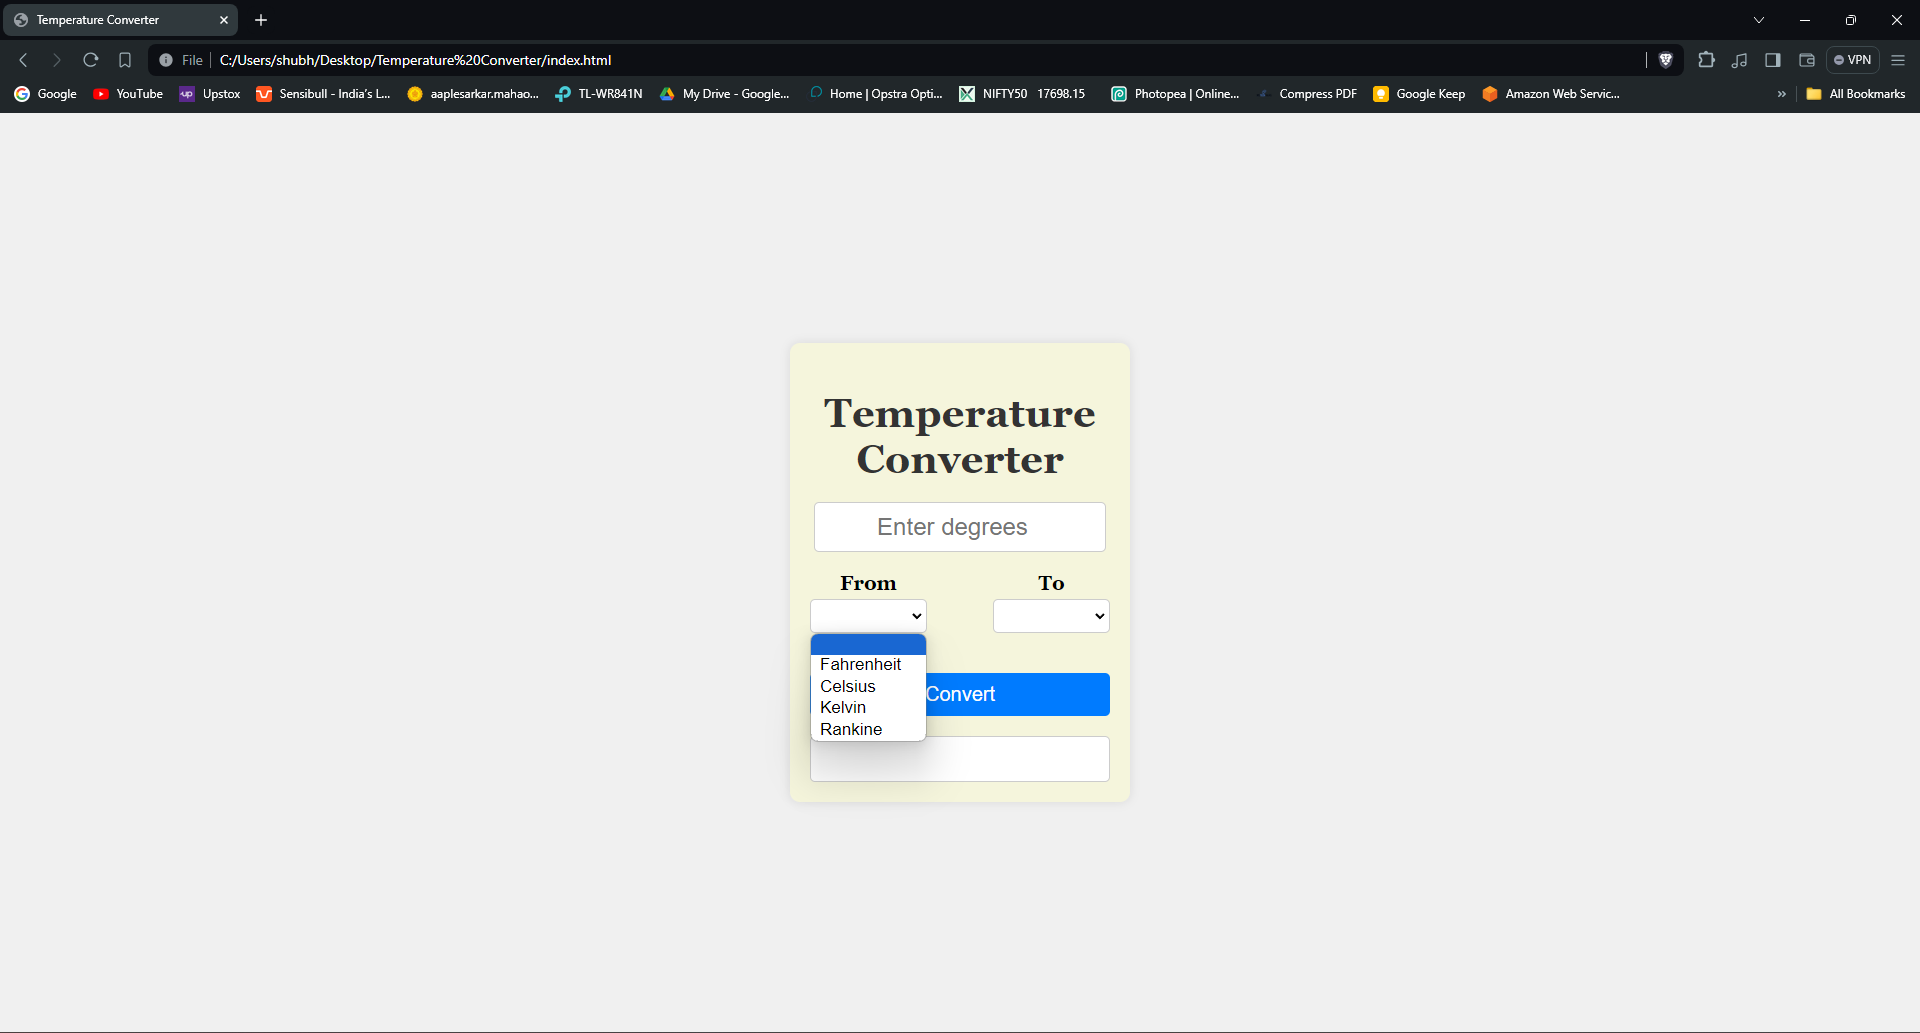 Temperature Converter
File C:/Users/shubh/Desktop/Temperature%20Converter/index.html VPN
Google YouTube Upstox Sensibull - India's L... aaplesarkar.mahao... TL-WR841N My Drive - Google... Home | Opstra Opti... NIFTY50 17698.15 Photopea | Online... Compress PDF Google Keep Amazon Web Servic... » All Bookmarks
Temperature
Converter
Enter degrees
From To
Fahrenheit
Celsius
Convert
Kelvin
Rankine